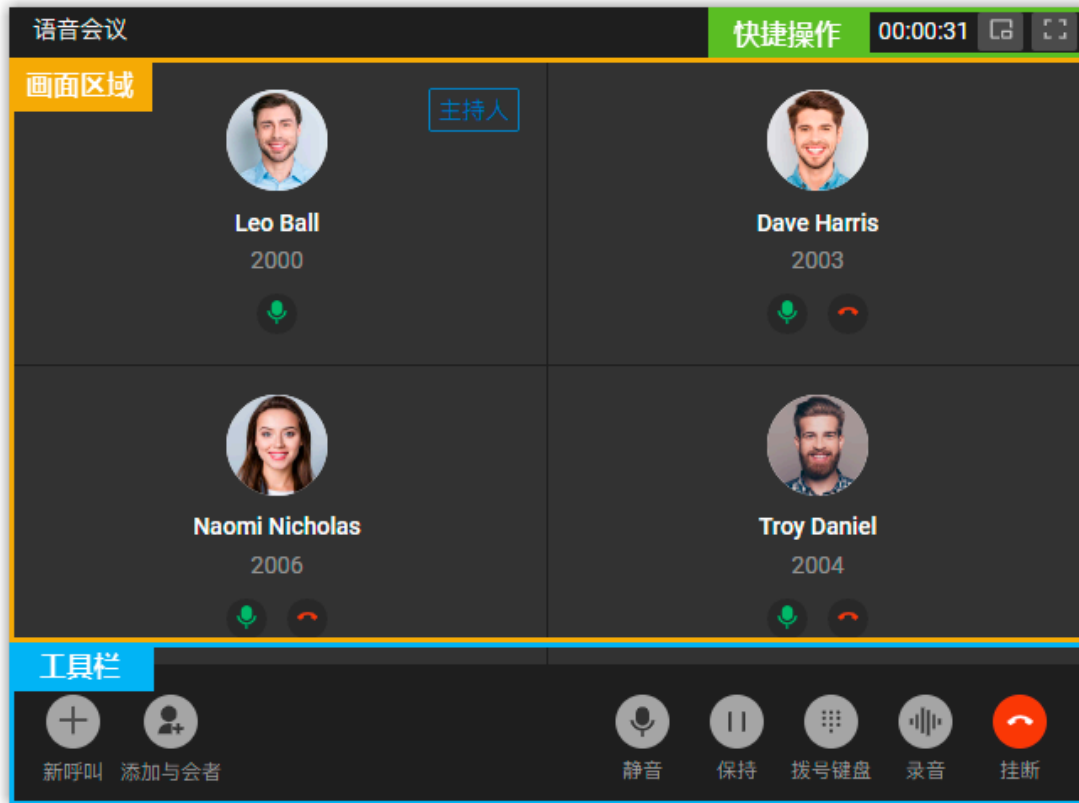 语音会议
快捷操作 00:00:31
画面区域
主持人
Leo Ball
2000
Dave Harris
2003
Naomi Nicholas
2006
Troy Daniel
2004
工具栏
新呼叫 添加与会者 静音 保持 拨号键盘 录音 挂断